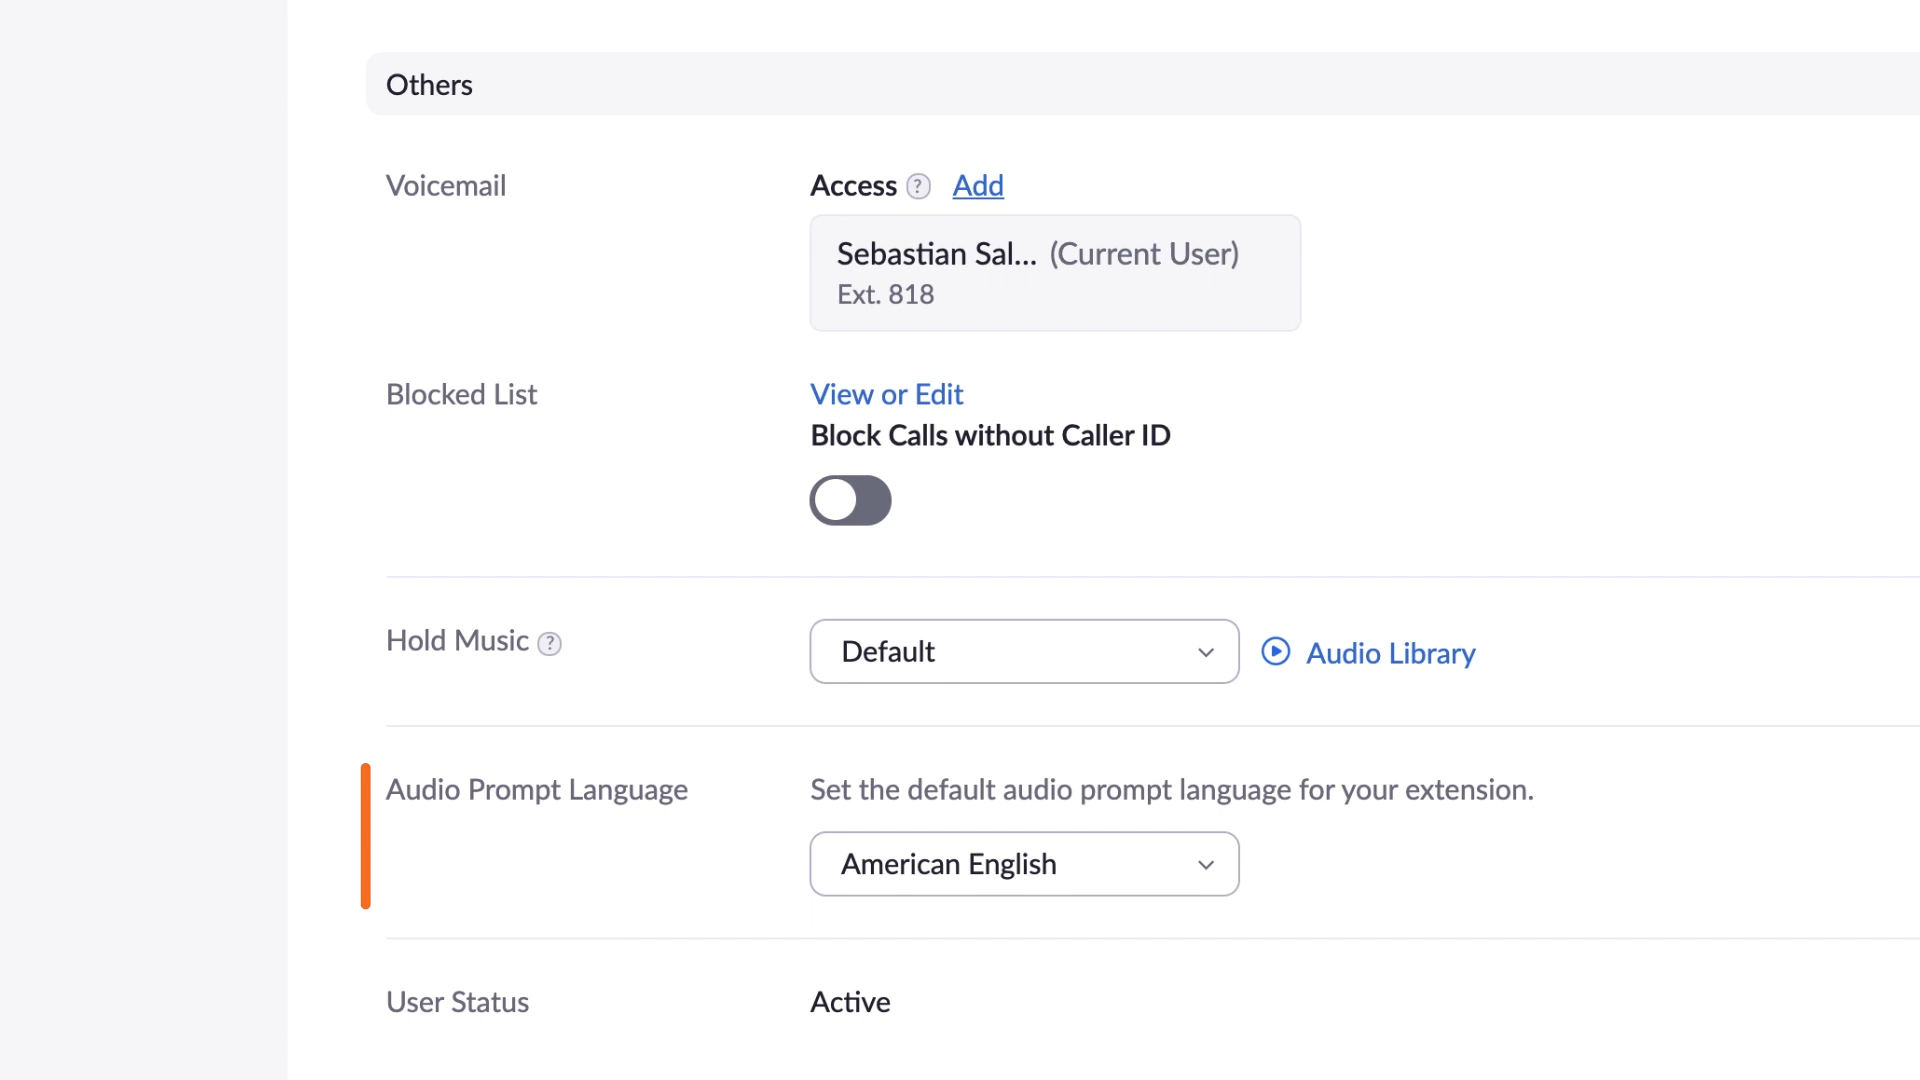 Others
Voicemail
Access ? Add
Sebastian Sal... (Current User)
Ext. 818
Blocked List
View or Edit
Block Calls without Caller ID
Hold Music ?
Default
Audio Library
Audio Prompt Language
Set the default audio prompt language for your extension.
American English
User Status
Active